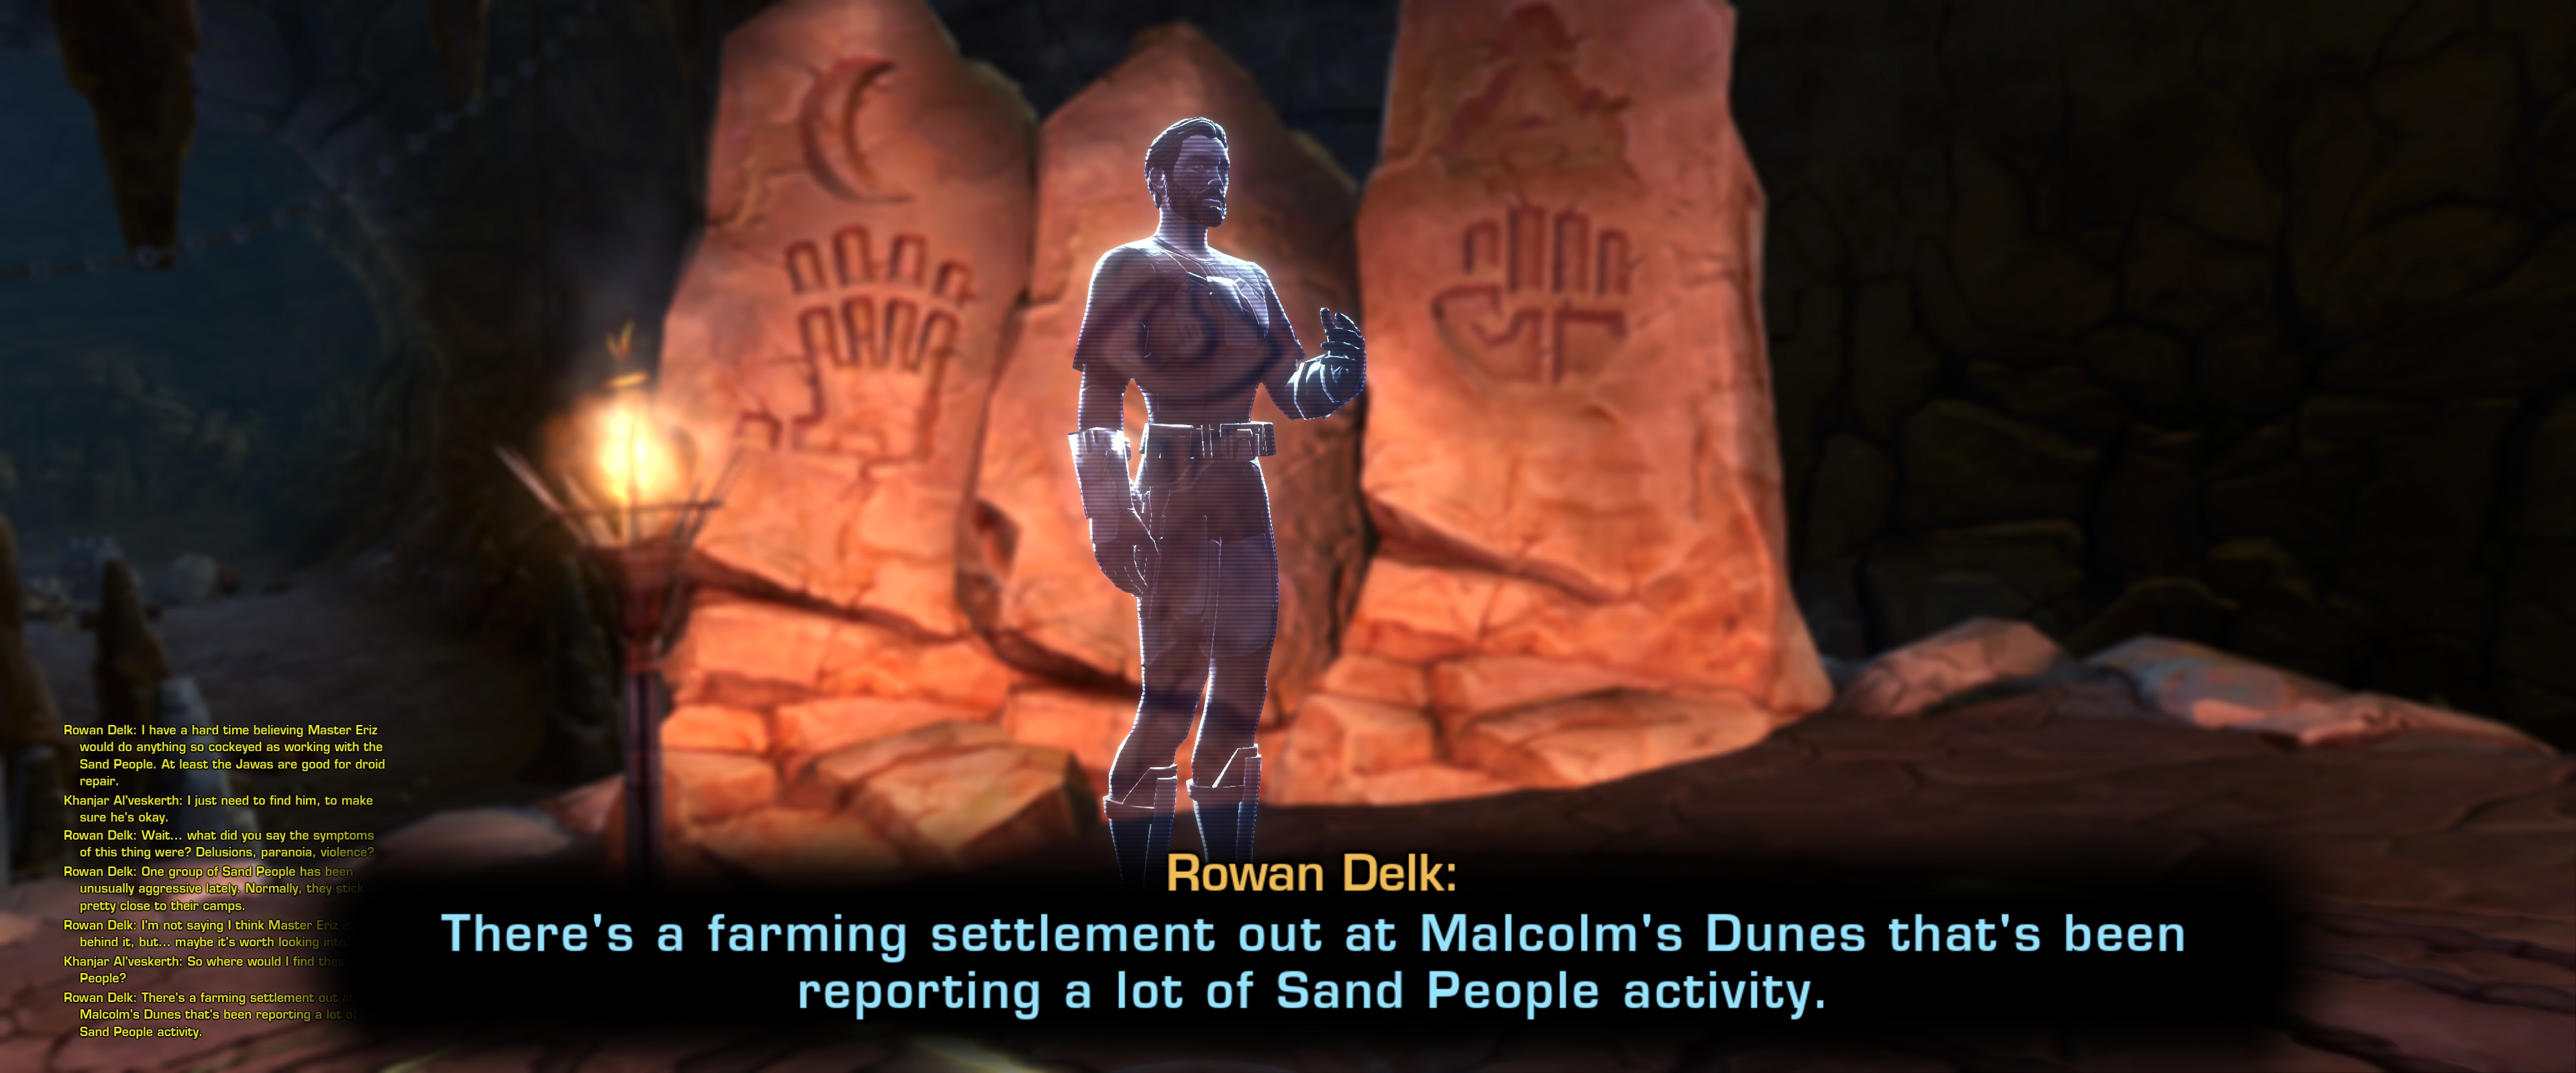 Rowan Delk: I have a hard time believing Master Eriz
would do anything so cockeyed as working with the
Sand People. At least the Jawas are good for droid
repair.
Khanjar Al'veskerth: I just need to find him, to make
sure he's okay.
Rowan Delk: Wait... what did you say the symptoms
of this thing were? Delusions, paranoia, violence?
Rowan Delk: One group of Sand People has been
unusually aggressive lately. Normally, they stick
pretty close to their camps.
Rowan Delk: I'm not saying I think Master Eriz
behind it, but... maybe it's worth looking into.
Khanjar Al'veskerth: So where would I find
People?
Rowan Delk: There's a farming settlement out at
Malcolm's Dunes that's been reporting a lot of
Sand People activity.
Rowan Delk:
There's a farming settlement out at Malcolm's Dunes that's been
reporting a lot of Sand People activity.